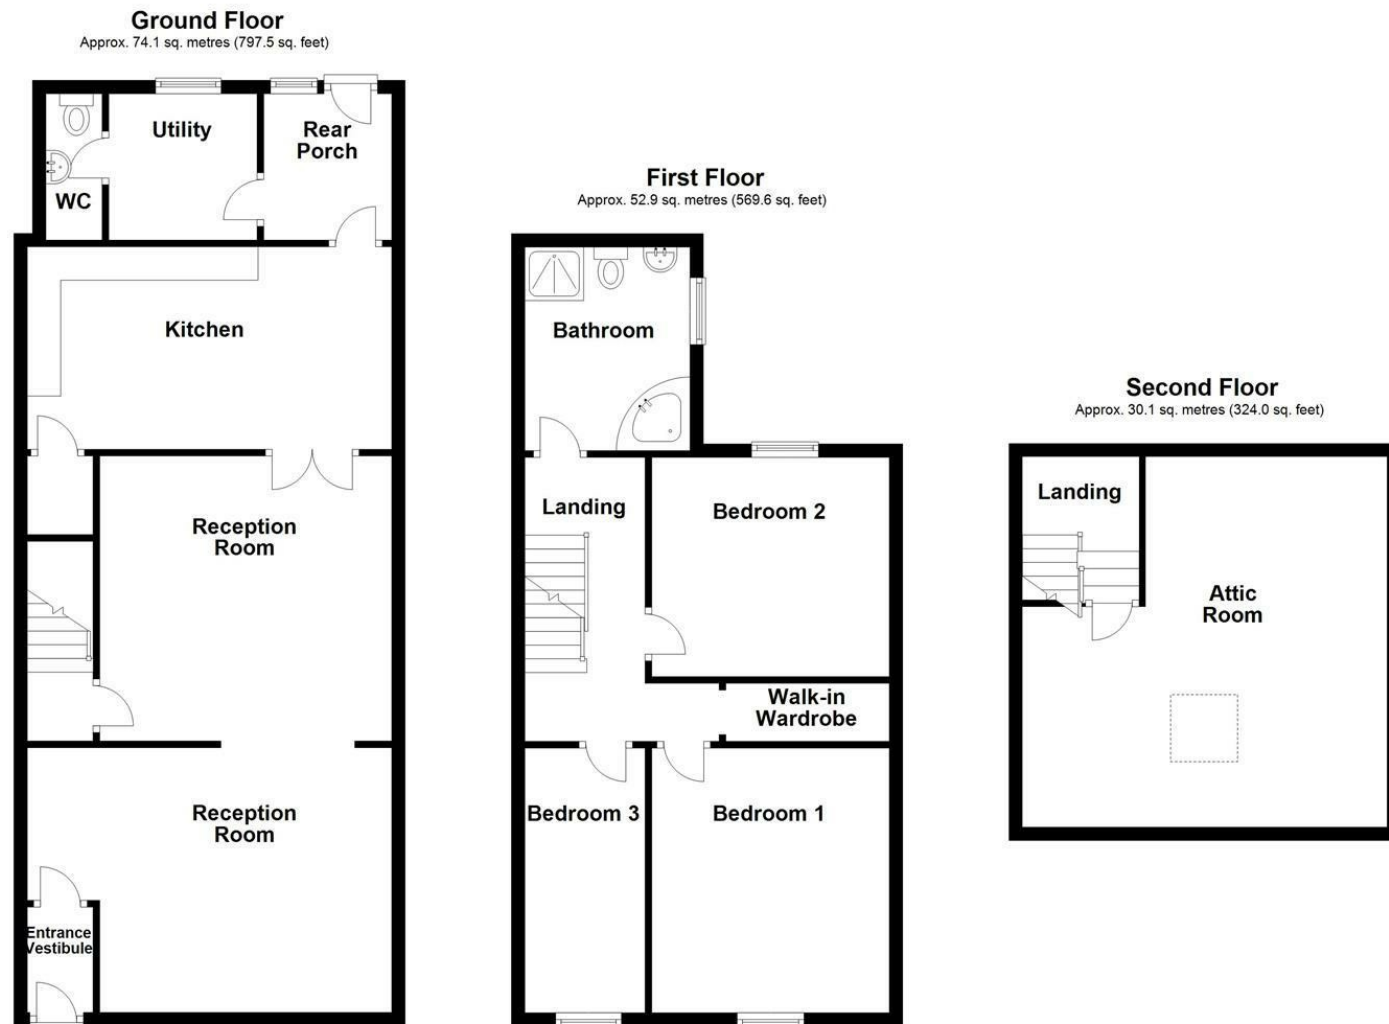 Ground Floor
Approx. 74.1 sq. metres (797.5 sq. feet)
Utility
Rear
Porch
WC
Kitchen
Reception
Room
Reception
Room
Entrance
Vestibule
First Floor
Approx. 52.9 sq. metres (569.6 sq. feet)
Bathroom
Landing
Bedroom 2
Walk-in
Wardrobe
Bedroom 3
Bedroom 1
Second Floor
Approx. 30.1 sq. metres (324.0 sq. feet)
Landing
Attic
Room